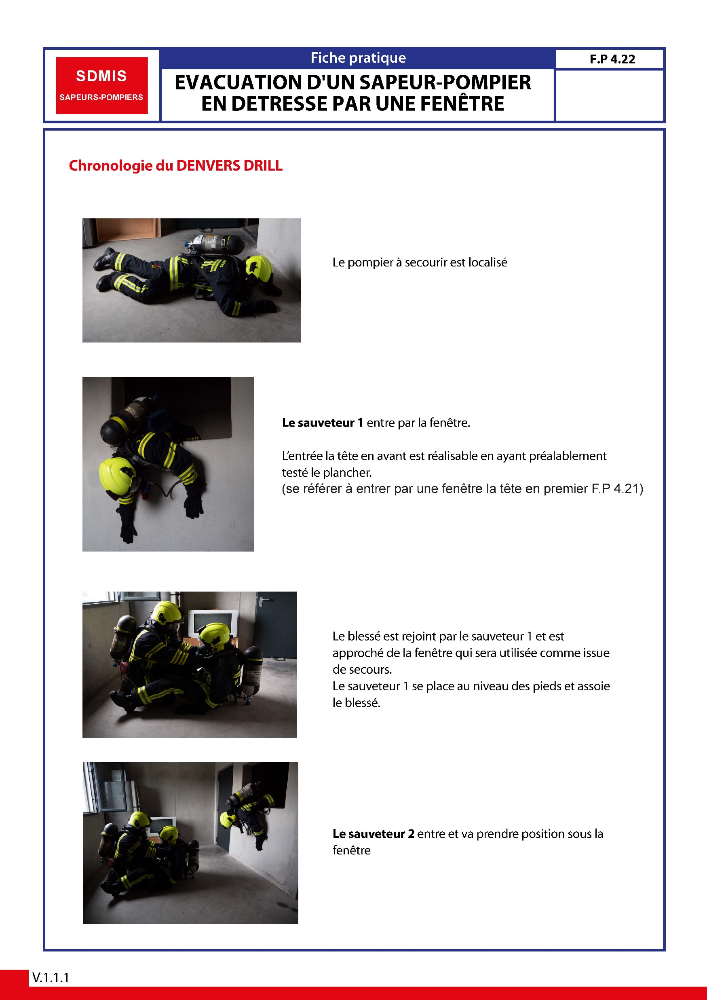 SDMIS
SAPEURS-POMPIERS
Fiche pratique
EVACUATION D'UN SAPEUR-POMPIER
EN DETRESSE PAR UNE FENÊTRE
F.P 4.22
Chronologie du DENVERS DRILL
Le pompier à secourir est localisé
Le sauveteur 1 entre par la fenêtre.
L'entrée la tête en avant est réalisable en ayant préalablement
testé le plancher.
(se référer à entrer par une fenêtre la tête en premier F.P 4.21)
Le blessé est rejoint par le sauveteur 1 et est
approché de la fenêtre qui sera utilisée comme issue
de secours.
Le sauveteur 1 se place au niveau des pieds et assoie
le blessé.
Le sauveteur 2 entre et va prendre position sous la
fenêtre
V.1.1.1